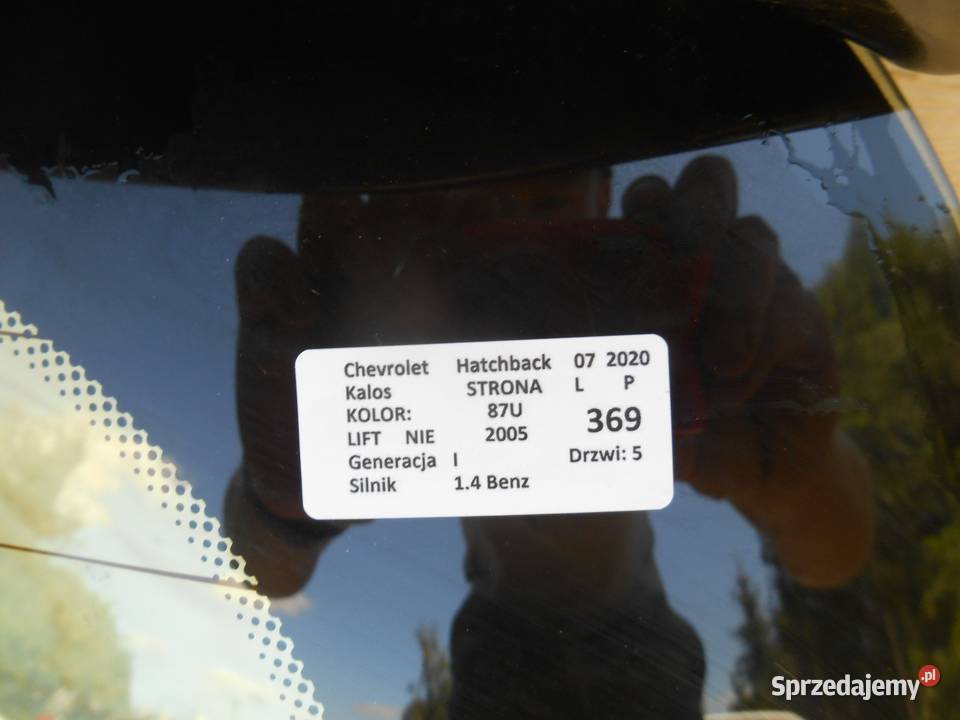 Chevrolet Hatchback 07 2020
Kalos STRONA L P
KOLOR: 87U 369
LIFT NIE 2005
Generacja I Drzwi: 5
Silnik 1.4 Benz
Sprzedajemy.pl